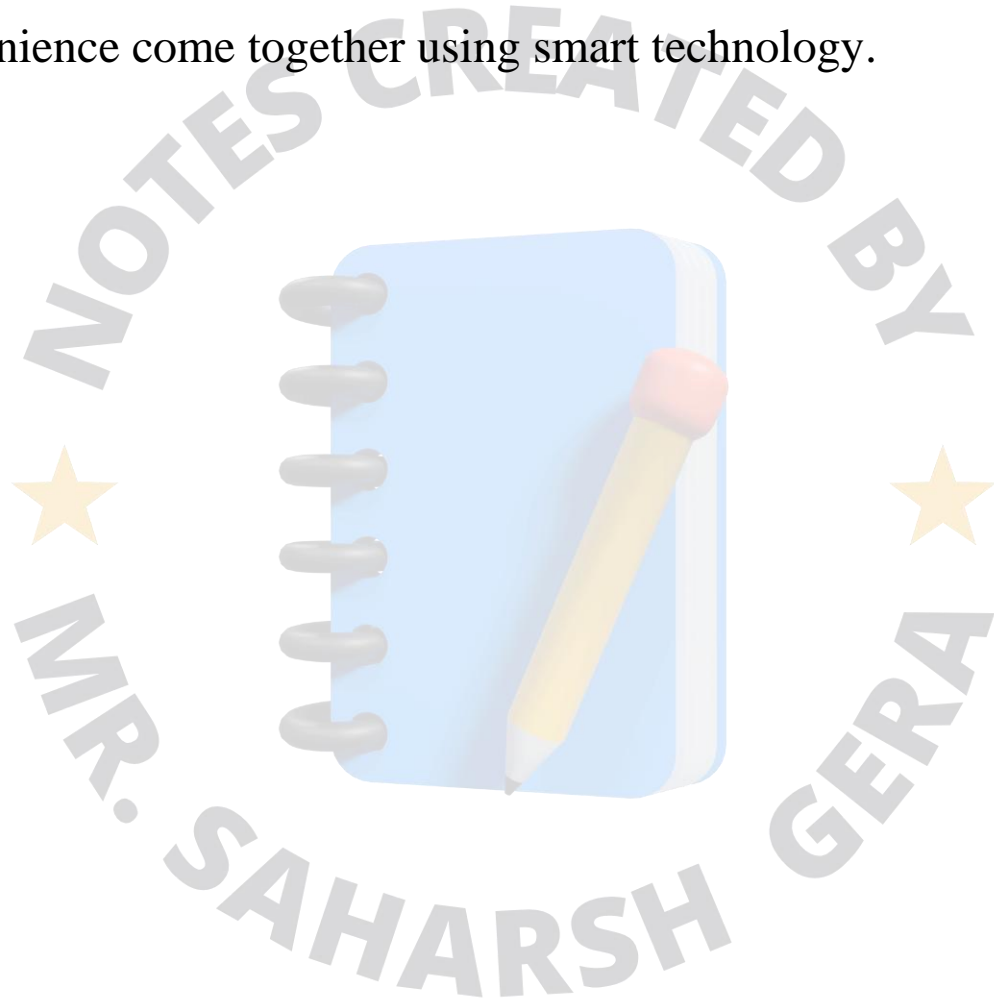 nience come together using smart technology.
NOTES CREATED BY
MR. SAHARSH GERA